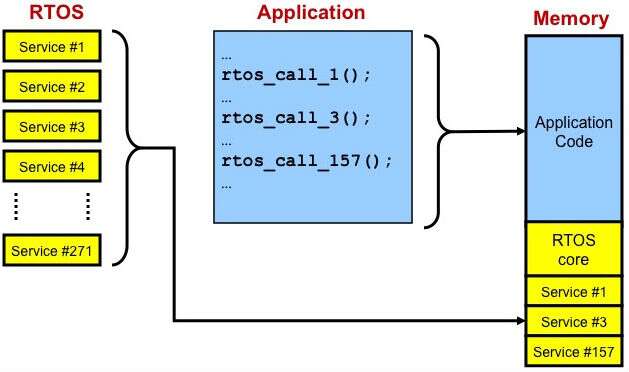 RTOS
Service #1
Service #2
Service #3
Service #4
Service #271
Application
...
rtos_call_1();
...
rtos_call_3();
...
rtos_call_157();
...
Memory
Application
Code
RTOS
core
Service #1
Service #3
Service #157